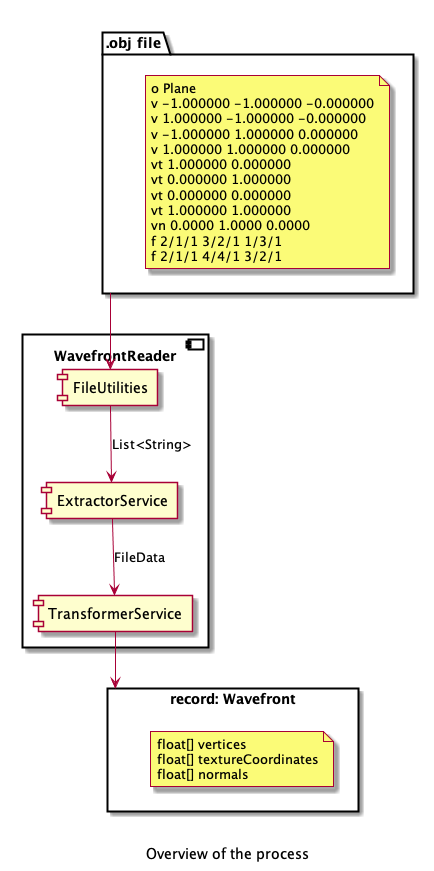 .obj file
o Plane
v -1.000000 -1.000000 -0.000000
v 1.000000 -1.000000 -0.000000
v -1.000000 1.000000 0.000000
v 1.000000 1.000000 0.000000
vt 1.000000 0.000000
vt 0.000000 1.000000
vt 0.000000 0.000000
vt 1.000000 1.000000
vn 0.0000 1.0000 0.0000
f 2/1/1 3/2/1 1/3/1
f 2/1/1 4/4/1 3/2/1
WavefrontReader
FileUtilities
List<String>
ExtractorService
FileData
TransformerService
record: Wavefront
float[] vertices
float[] textureCoordinates
float[] normals
Overview of the process